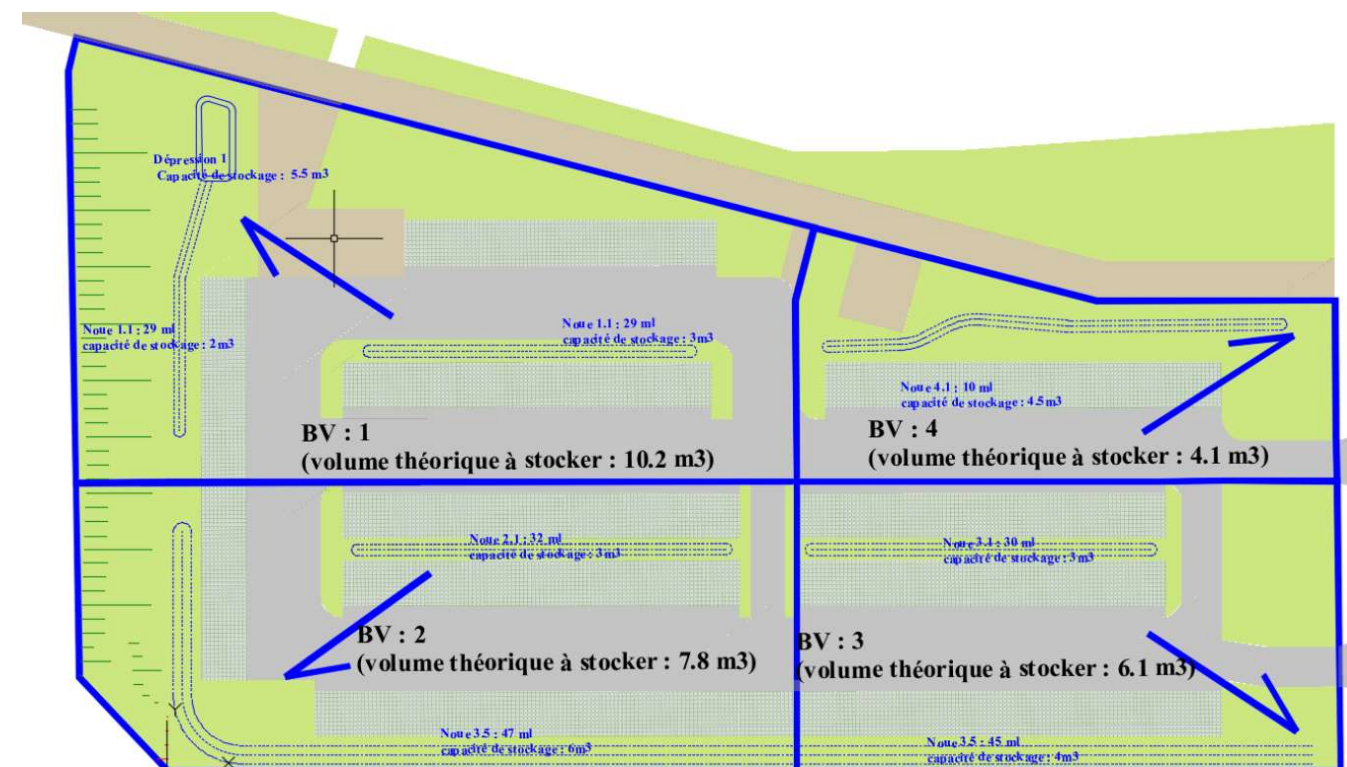 Dépression 1
Capacité de stockage : 5.5 m3
Noue 1.1 : 29 ml
capacité de stockage : 2m3
Noue 1.1 : 29 ml
capacité de stockage : 3m3
Noue 4.1 : 10 ml
capacité de stockage : 4.5m3
BV : 1
(volume théorique à stocker : 10.2 m3)
BV : 4
(volume théorique à stocker : 4.1 m3)
Noue 2.1 : 32 ml
capacité de stockage : 3m3
Noue 3.1 : 30 ml
capacité de stockage : 3m3
BV : 2
(volume théorique à stocker : 7.8 m3)
BV : 3
(volume théorique à stocker : 6.1 m3)
Noue 3.5 : 47 ml
capacité de stockage : 6m3
Noue 3.5 : 45 ml
capacité de stockage : 4m3
Y
X